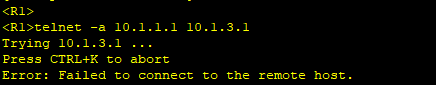 <R1>
<R1>telnet -a 10.1.1.1 10.1.3.1
Trying 10.1.3.1 ...
Press CTRL+K to abort
Error: Failed to connect to the remote host.